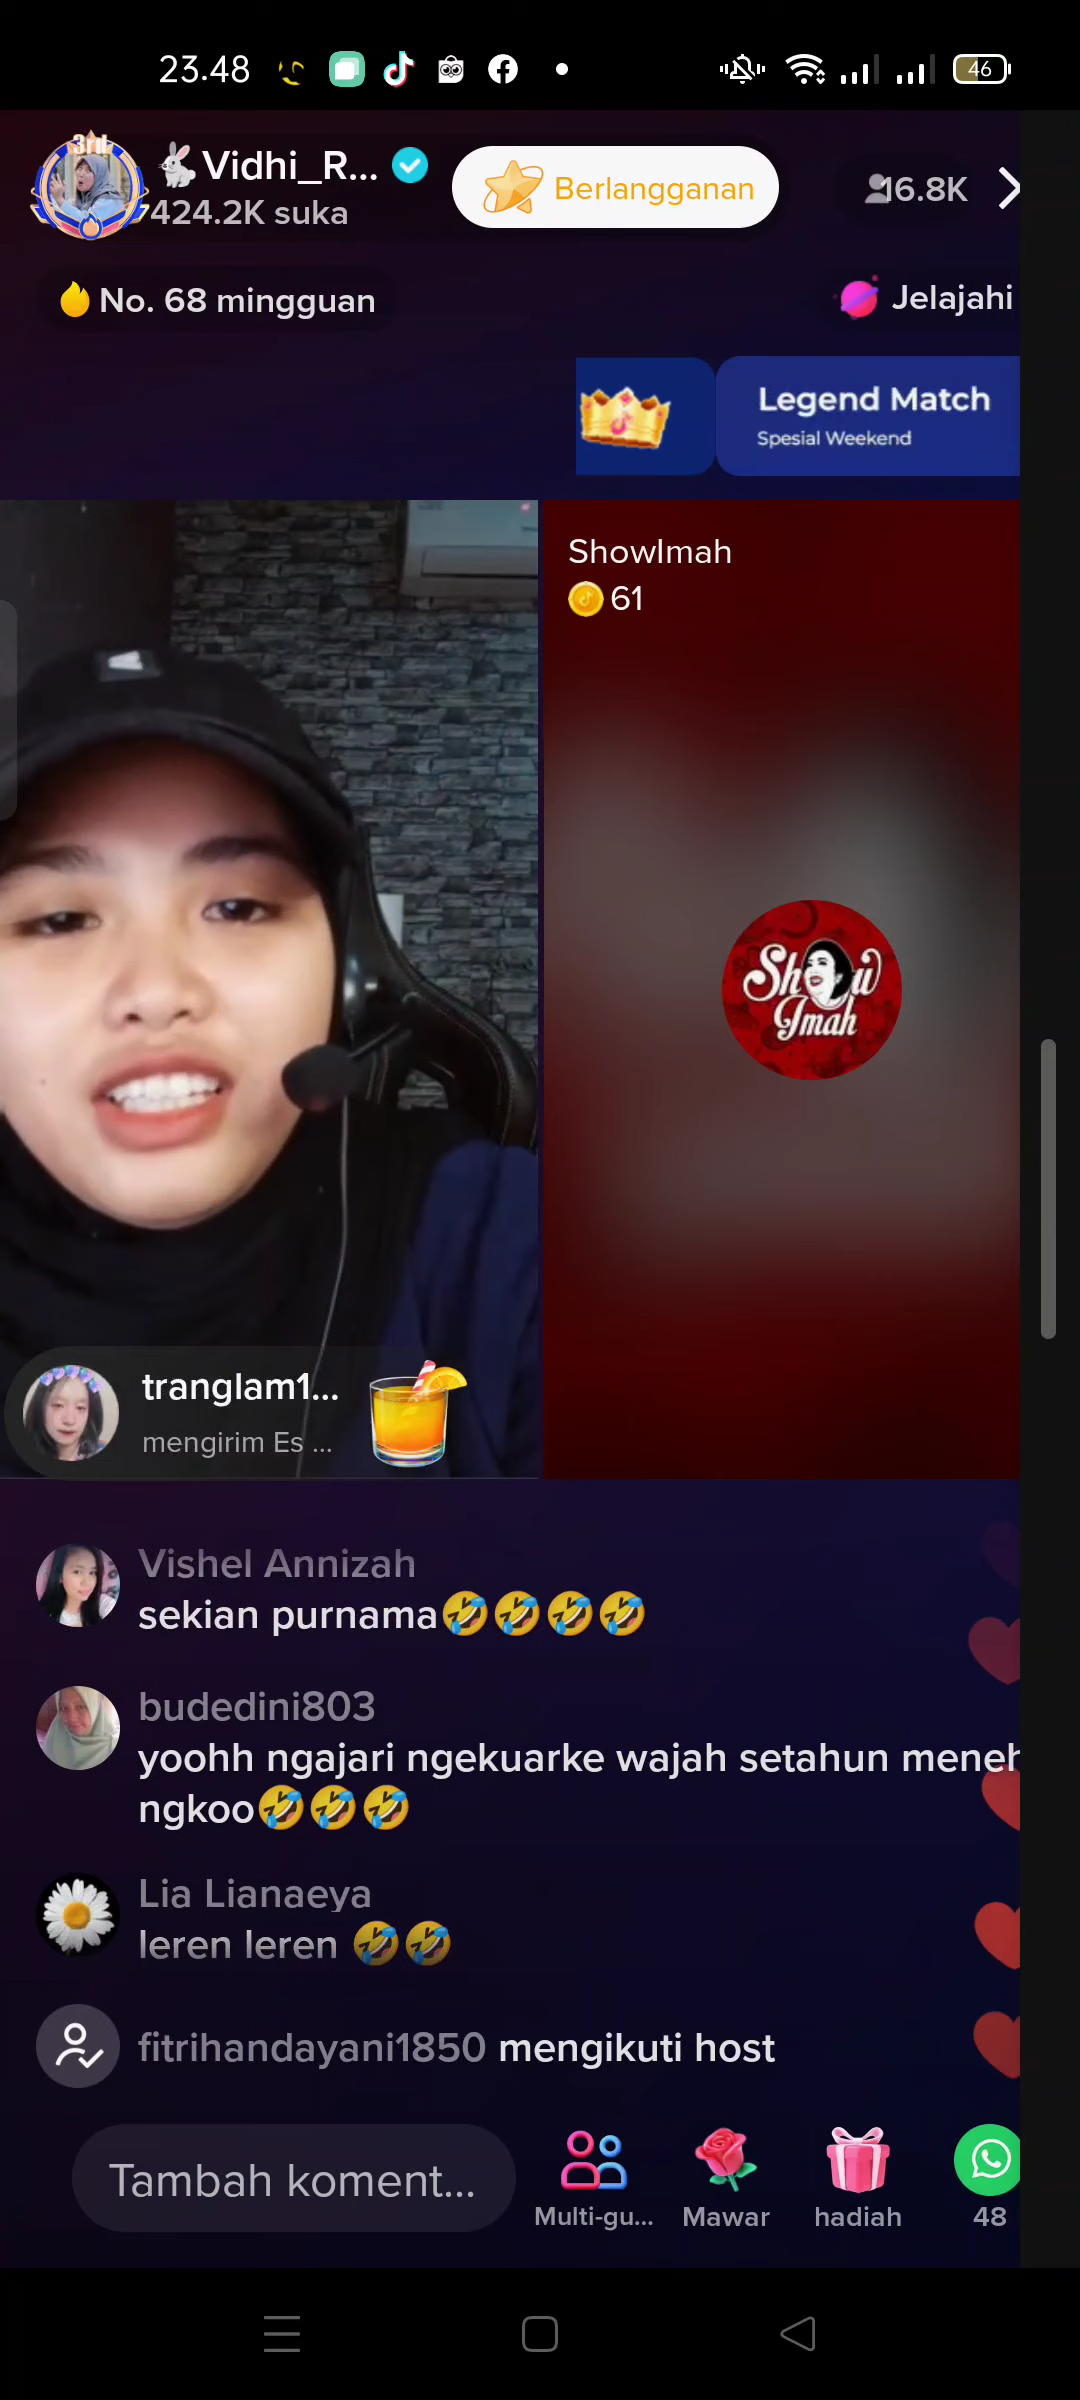 23.48
46
3rd
Vidhi_R...
424.2K suka
Berlangganan
16.8K
No. 68 mingguan
Jelajahi
Legend Match
Spesial Weekend
ShowImah
61
Show
Imah
tranglam1...
mengirim Es ...
Vishel Annizah
sekian purnama🤣🤣🤣🤣
budedini803
yoohh ngajari ngekuarke wajah setahun meneh
ngkoo🤣🤣🤣
Lia Lianaeya
leren leren 🤣🤣
fitrihandayani1850 mengikuti host
Tambah koment...
Multi-gu...
Mawar
hadiah
48